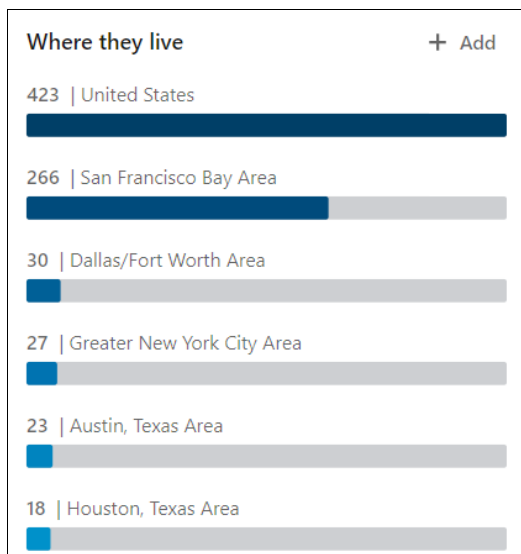 Where they live + Add
423 | United States
266 | San Francisco Bay Area
30 | Dallas/Fort Worth Area
27 | Greater New York City Area
23 | Austin, Texas Area
18 | Houston, Texas Area